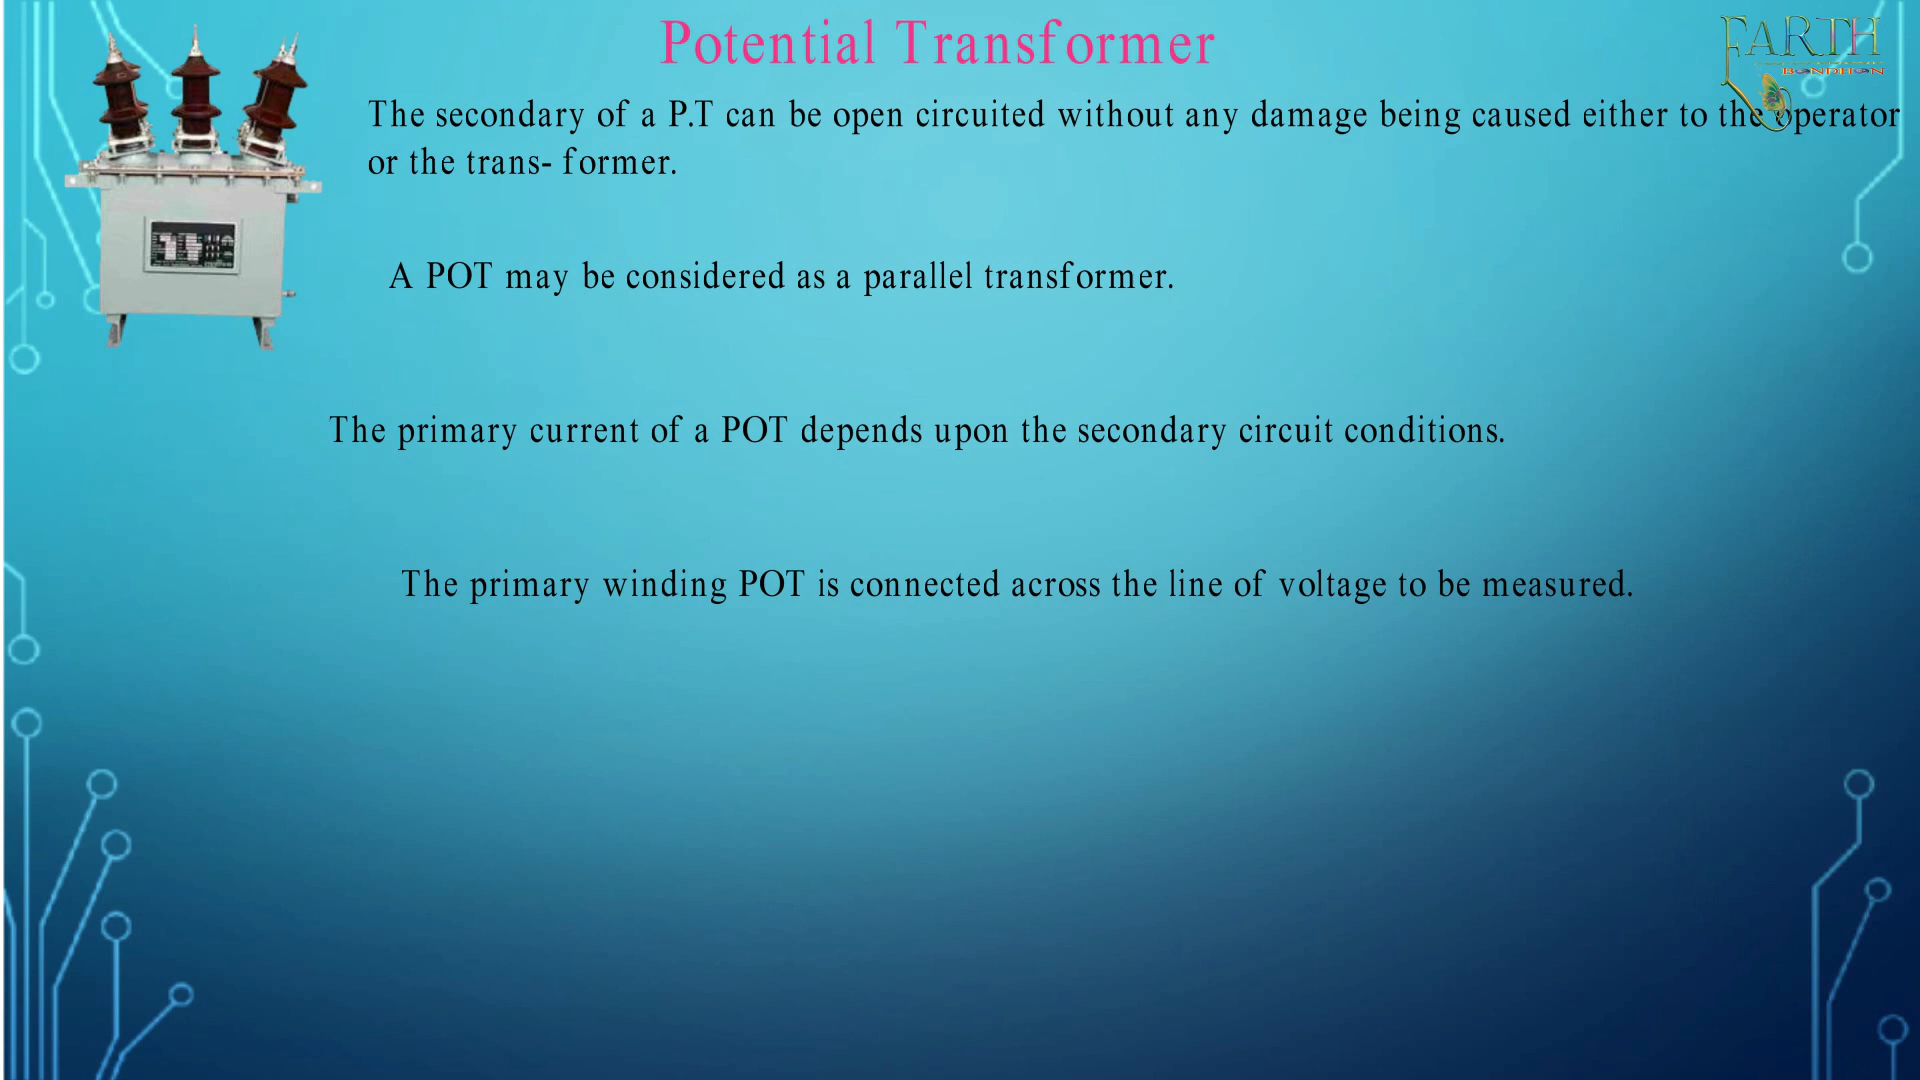 Potential Transformer
EARTH
BONDHON
The secondary of a P.T can be open circuited without any damage being caused either to the operator
or the trans- former.
A POT may be considered as a parallel transformer.
The primary current of a POT depends upon the secondary circuit conditions.
The primary winding POT is connected across the line of voltage to be measured.